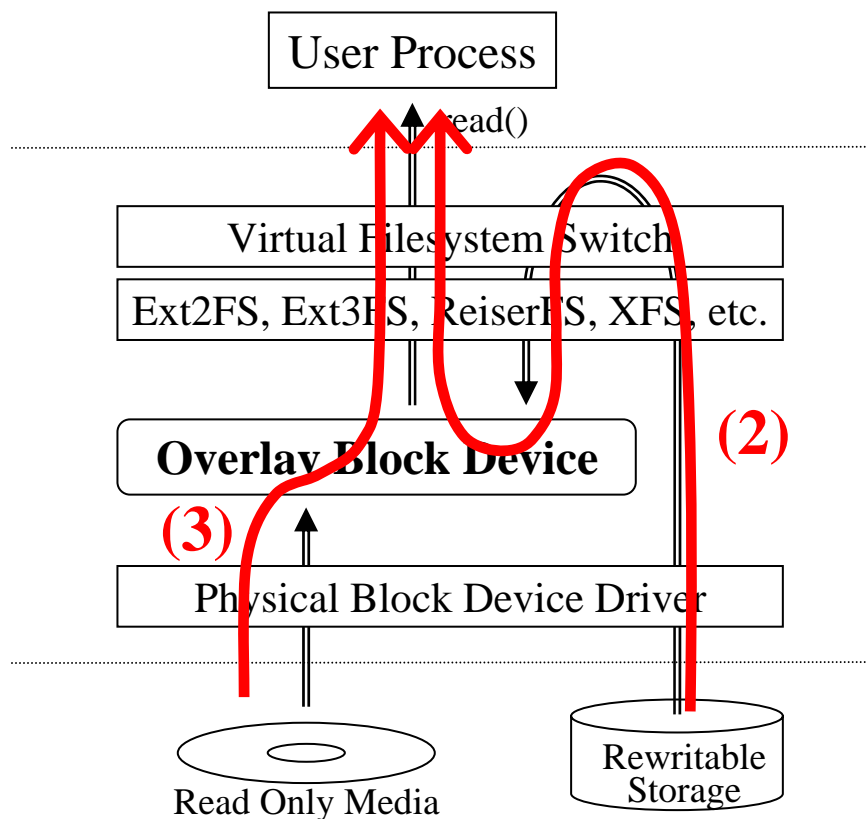 User Process
read()
Virtual Filesystem Switch
Ext2FS, Ext3FS, ReiserFS, XFS, etc.
(2)
Overlay Block Device
(3)
Physical Block Device Driver
Rewritable
Storage
Read Only Media